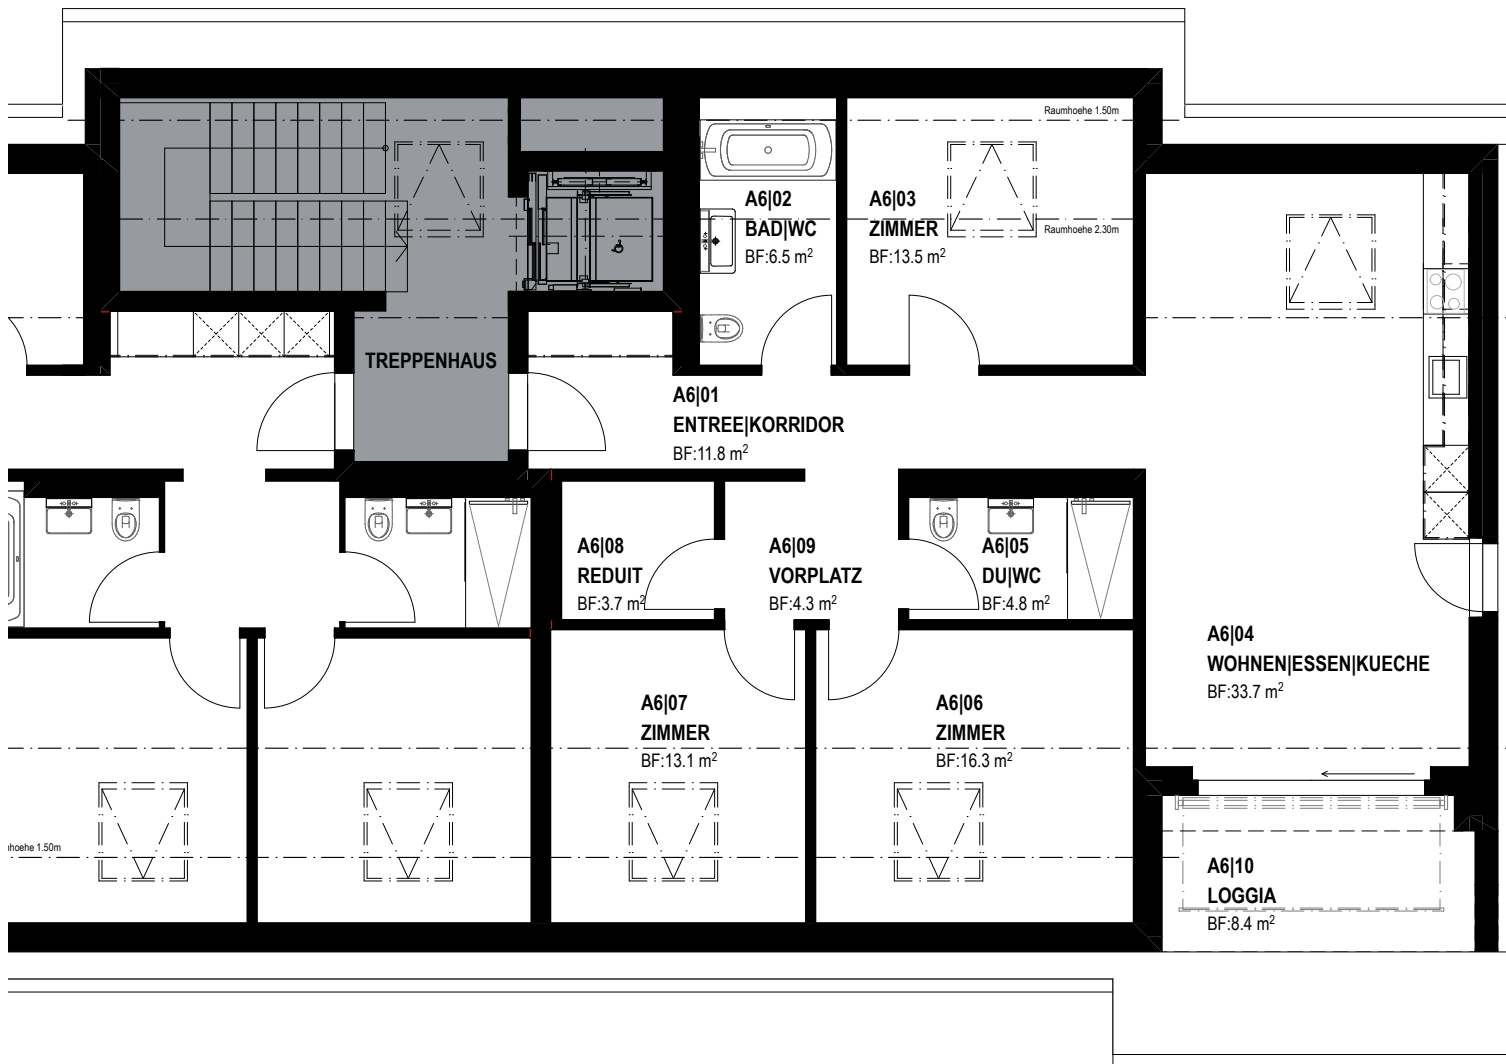 Raumhoehe 1.50m
A6|02
BAD|WC
BF:6.5 m²
A6|03
ZIMMER
BF:13.5 m²
Raumhoehe 2.30m
TREPPENHAUS
A6|01
ENTREE|KORRIDOR
BF:11.8 m²
A6|08
REDUIT
BF:3.7 m²
A6|09
VORPLATZ
BF:4.3 m²
A6|05
DU|WC
BF:4.8 m²
A6|04
WOHNEN|ESSEN|KUECHE
BF:33.7 m²
A6|07
ZIMMER
BF:13.1 m²
A6|06
ZIMMER
BF:16.3 m²
hoehe 1.50m
A6|10
LOGGIA
BF:8.4 m²